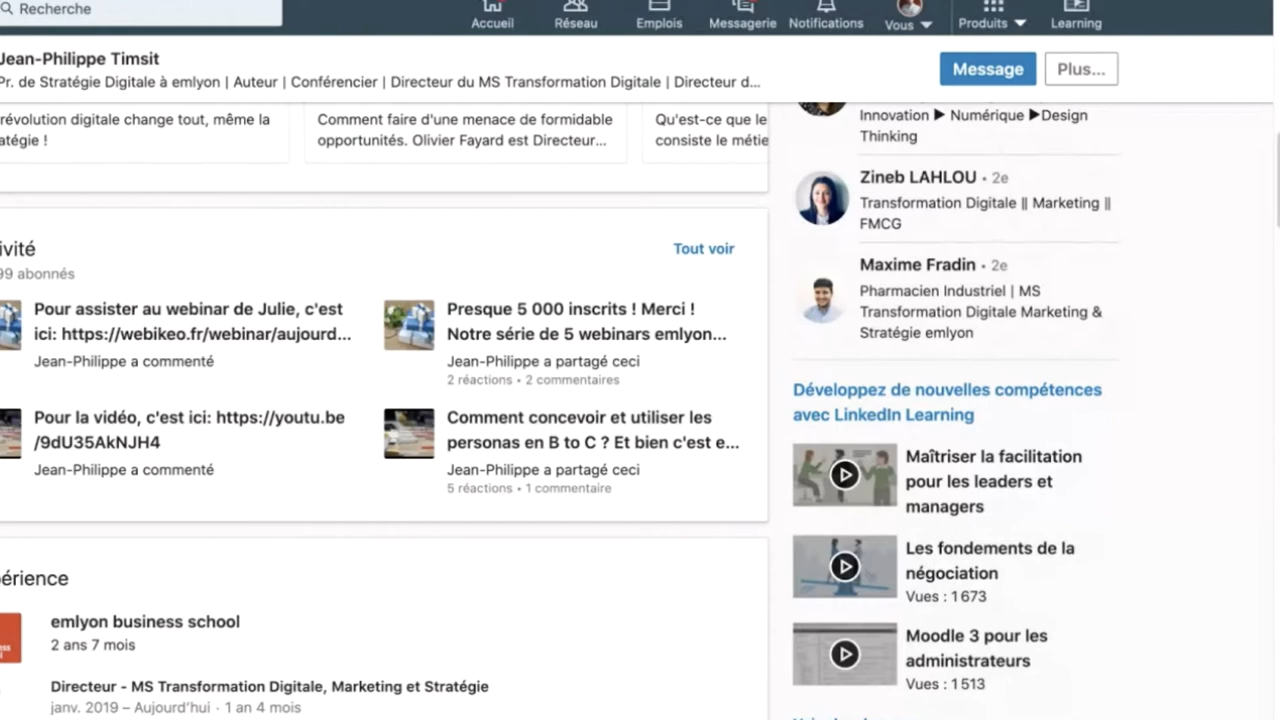 Recherche
Accueil
Réseau
Emplois
Messagerie
Notifications
Vous
Produits
Learning
Jean-Philippe Timsit
Pr. de Stratégie Digitale à emlyon | Auteur | Conférencier | Directeur du MS Transformation Digitale | Directeur d...
Message
Plus...
révolution digitale change tout, même la
atégie !
Comment faire d'une menace de formidable
opportunités. Olivier Fayard est Directeur...
Qu'est-ce que le
consiste le métie
ivité
99 abonnés
Tout voir
Pour assister au webinar de Julie, c'est
ici: https://webikeo.fr/webinar/aujourd...
Jean-Philippe a commenté
Presque 5 000 inscrits ! Merci !
Notre série de 5 webinars emlyon...
Jean-Philippe a partagé ceci
2 réactions • 2 commentaires
Pour la vidéo, c'est ici: https://youtu.be
/9dU35AkNJH4
Jean-Philippe a commenté
Comment concevoir et utiliser les
personas en B to C ? Et bien c'est e...
Jean-Philippe a partagé ceci
5 réactions • 1 commentaire
périence
emlyon business school
2 ans 7 mois
Directeur - MS Transformation Digitale, Marketing et Stratégie
janv. 2019 – Aujourd'hui · 1 an 4 mois
Innovation ▶ Numérique ▶Design
Thinking
Zineb LAHLOU • 2e
Transformation Digitale || Marketing ||
FMCG
Maxime Fradin • 2e
Pharmacien Industriel | MS
Transformation Digitale Marketing &
Stratégie emlyon
Développez de nouvelles compétences
avec LinkedIn Learning
Maîtriser la facilitation
pour les leaders et
managers
Les fondements de la
négociation
Vues : 1 673
Moodle 3 pour les
administrateurs
Vues : 1 513